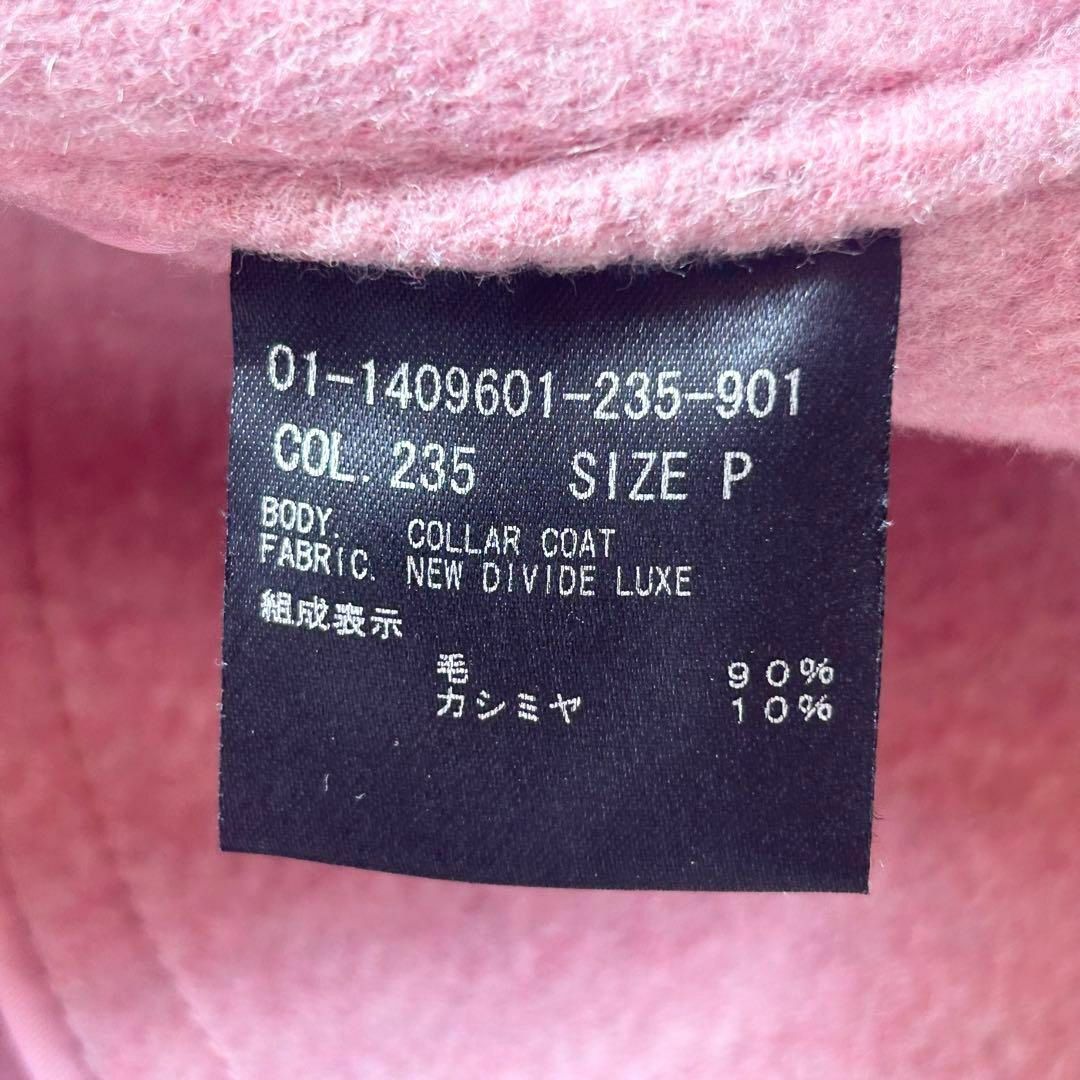 01-1409601-235-901
COL. 235 SIZE P
BODY. COLLAR COAT
FABRIC. NEW DIVIDE LUXE
組成表示
毛 90%
カシミヤ 10%